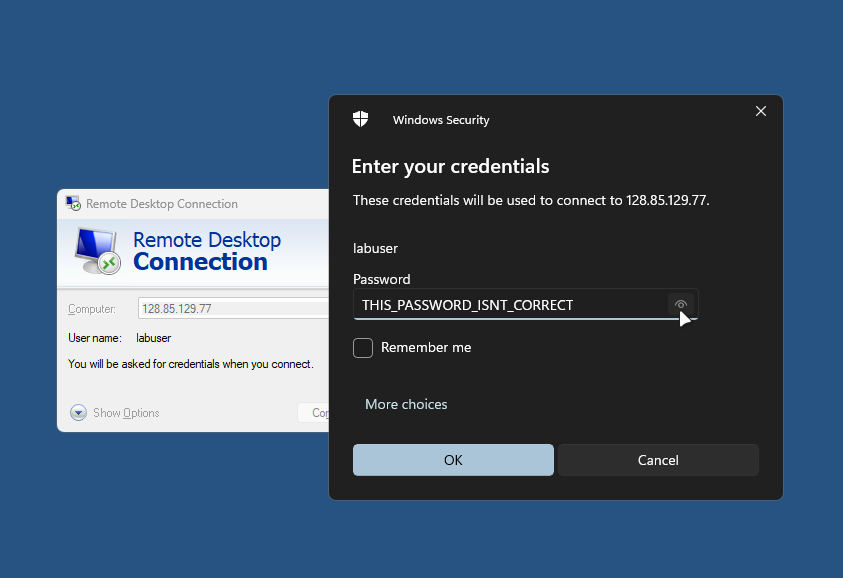 Remote Desktop Connection
Remote Desktop
Connection
Computer:
128.85.129.77
User name: labuser
You will be asked for credentials when you connect.
Show Options
Windows Security
Enter your credentials
These credentials will be used to connect to 128.85.129.77.
labuser
Password
THIS_PASSWORD_ISNT_CORRECT
Remember me
More choices
OK
Cancel